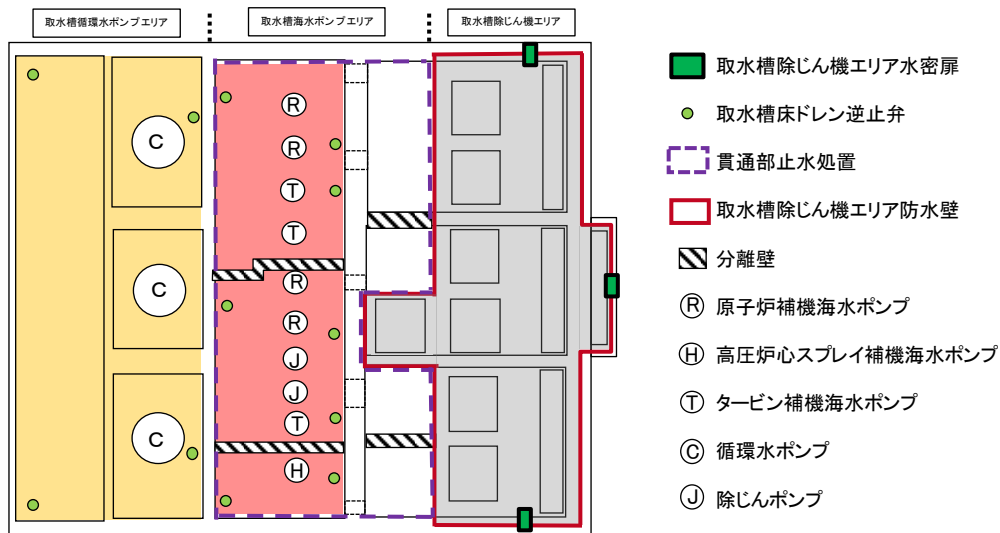 取水槽循環水ポンプエリア
取水槽海水ポンプエリア
取水槽除じん機エリア
C
C
C
R
R
T
T
R
R
J
J
T
H
取水槽除じん機エリア水密扉
取水槽床ドレン逆止弁
貫通部止水処置
取水槽除じん機エリア防水壁
分離壁
R 原子炉補機海水ポンプ
H 高圧炉心スプレイ補機海水ポンプ
T タービン補機海水ポンプ
C 循環水ポンプ
J 除じんポンプ